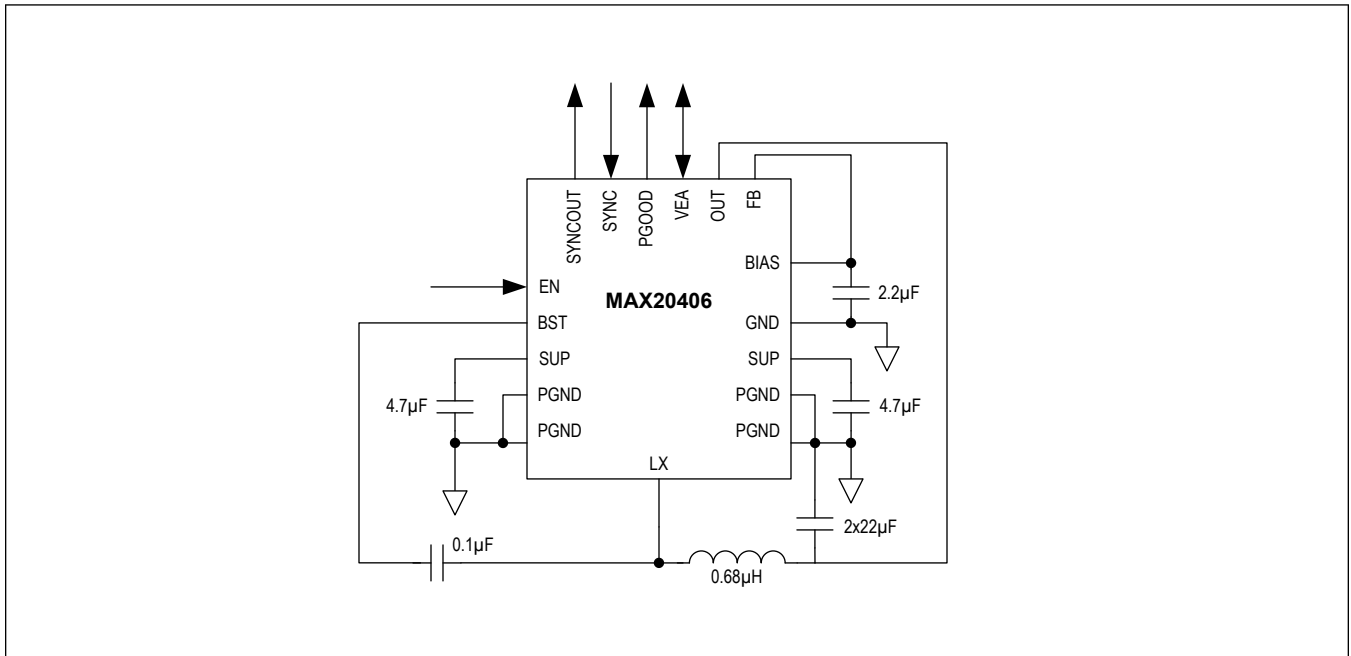 SYNCOUT
SYNC
PGOOD
VEA
OUT
FB
BIAS
2.2µF
EN
MAX20406
BST
GND
SUP
SUP
4.7µF
PGND
PGND
4.7µF
PGND
PGND
LX
2x22µF
0.1µF
0.68µH